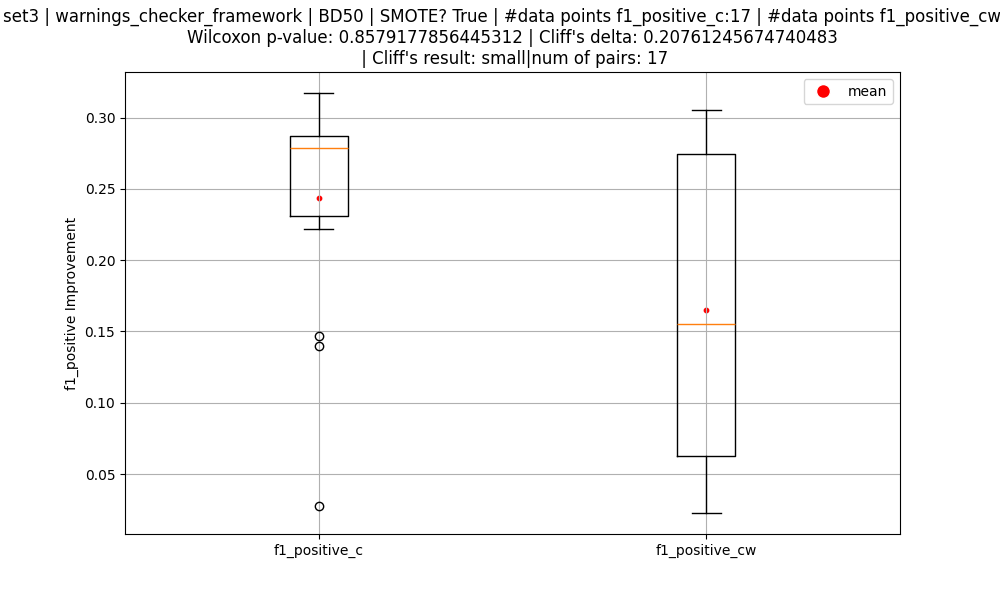 set3 | warnings_checker_framework | BD50 | SMOTE? True | #data points f1_positive_c:17 | #data points f1_positive_cw
Wilcoxon p-value: 0.8579177856445312 | Cliff's delta: 0.20761245674740483
| Cliff's result: small|num of pairs: 17
mean
0.30
0.25
0.20
0.15
0.10
0.05
f1_positive Improvement
f1_positive_c
f1_positive_cw